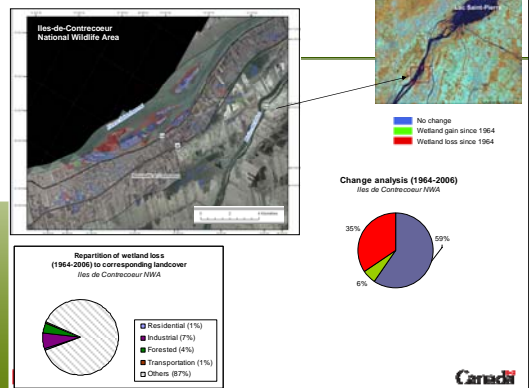 Iles-de-Contrecoeur
National Wildlife Area
Lac Saint-Pierre
No change
Wetland gain since 1964
Wetland loss since 1964
Change analysis (1964-2006)
Iles de Contrecoeur NWA
35%
59%
6%
Repartition of wetland loss
(1964-2006) to corresponding landcover
Iles de Contrecoeur NWA
Residential (1%)
Industrial (7%)
Forested (4%)
Transportation (1%)
Others (87%)
Canada